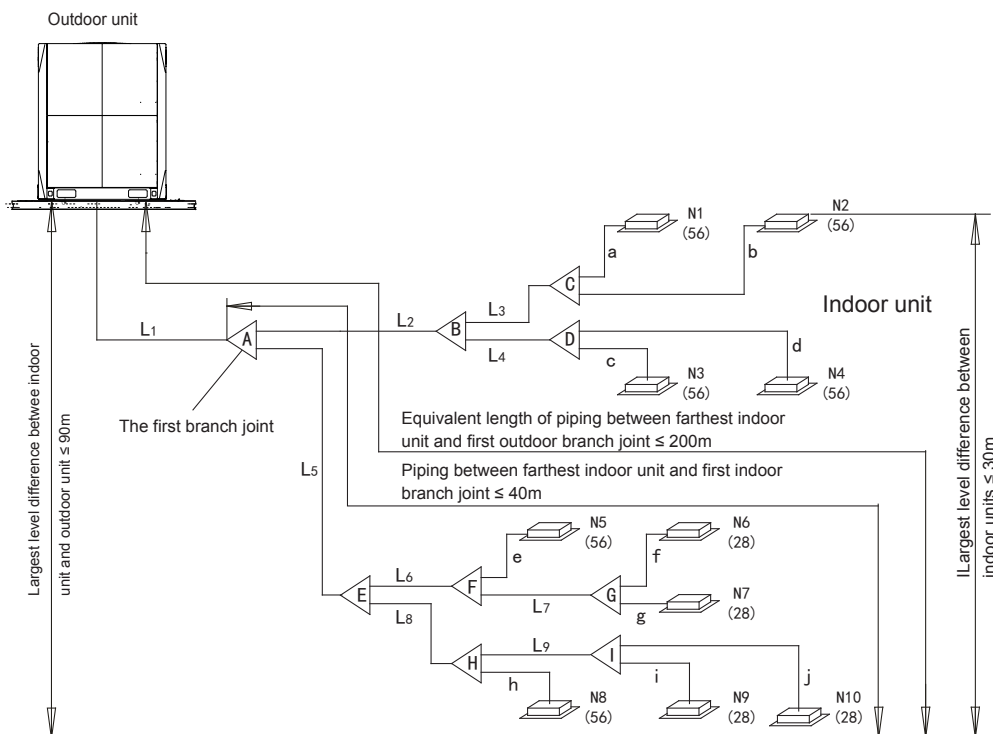 Outdoor unit
N1
(56)
N2
(56)
a
b
C
L3
Indoor unit
L2
B
L1
A
L4
D
d
c
N3
(56)
N4
(56)
The first branch joint
Equivalent length of piping between farthest indoor
unit and first outdoor branch joint ≤ 200m
Piping between farthest indoor unit and first indoor
branch joint ≤ 40m
L5
Largest level difference betwee indoor
unit and outdoor unit ≤ 90m
ILargest level difference between
indoor units ≤ 30m
N5
(56)
N6
(28)
e
f
L6
F
E
L7
G
N7
(28)
g
L8
L9
I
H
h
i
j
N8
(56)
N9
(28)
N10
(28)